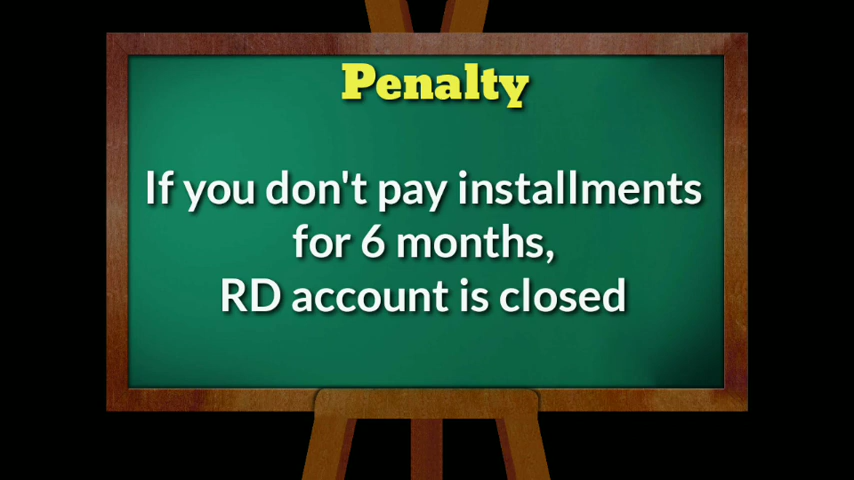 Penalty
If you don't pay installments
for 6 months,
RD account is closed